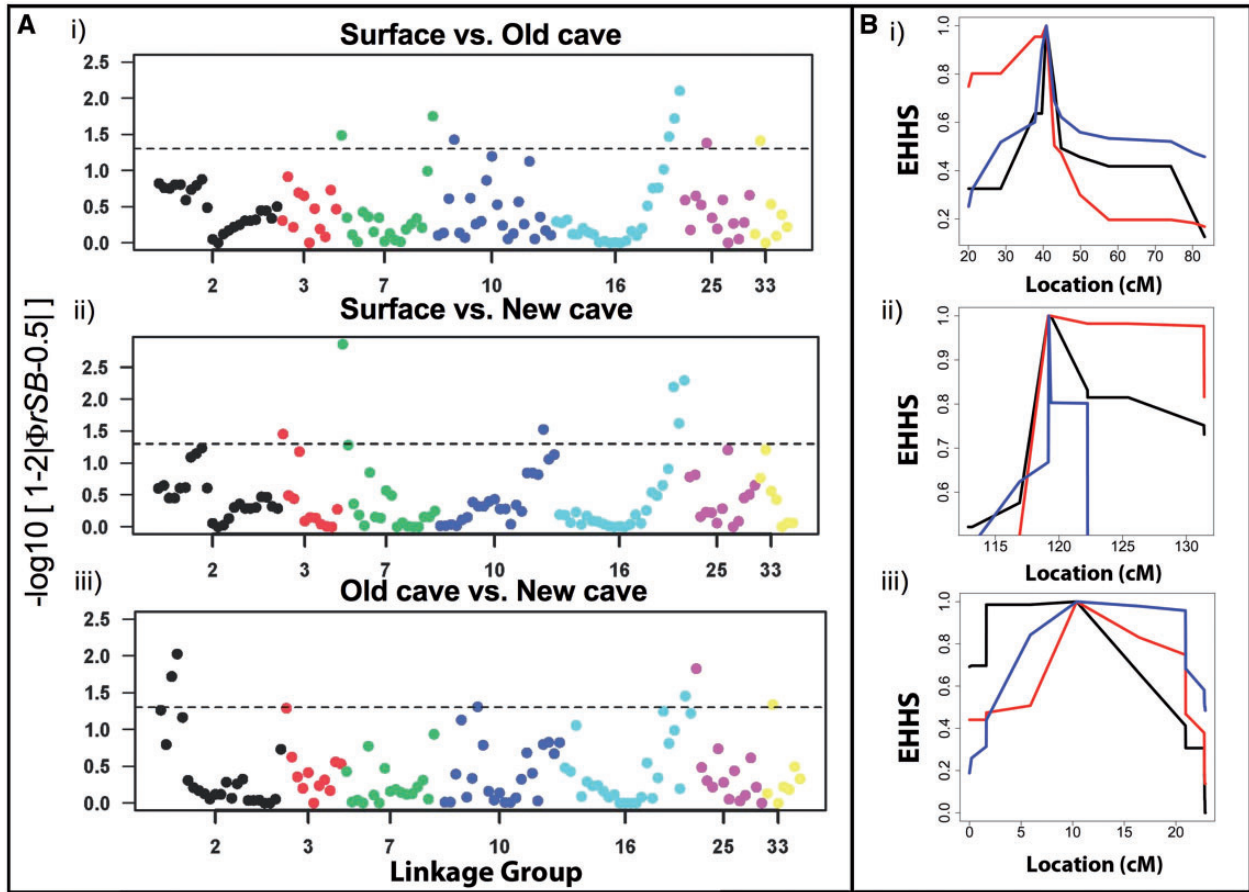 A
i)
Surface vs. Old cave
2.5
2.0
1.5
1.0
0.5
0.0
2 3 7 10 16 25 33
ii)
Surface vs. New cave
2.5
2.0
1.5
1.0
0.5
0.0
2 3 7 10 16 25 33
iii)
Old cave vs. New cave
2.5
2.0
1.5
1.0
0.5
0.0
2 3 7 10 16 25 33
Linkage Group
-log10 [ 1-2|ΦrSB-0.5| ]
B
i)
EHHS
1.0
0.8
0.6
0.4
0.2
20 30 40 50 60 70 80
Location (cM)
ii)
EHHS
1.0
0.9
0.8
0.7
0.6
115 120 125 130
Location (cM)
iii)
EHHS
1.0
0.8
0.6
0.4
0.2
0.0
0 5 10 15 20
Location (cM)